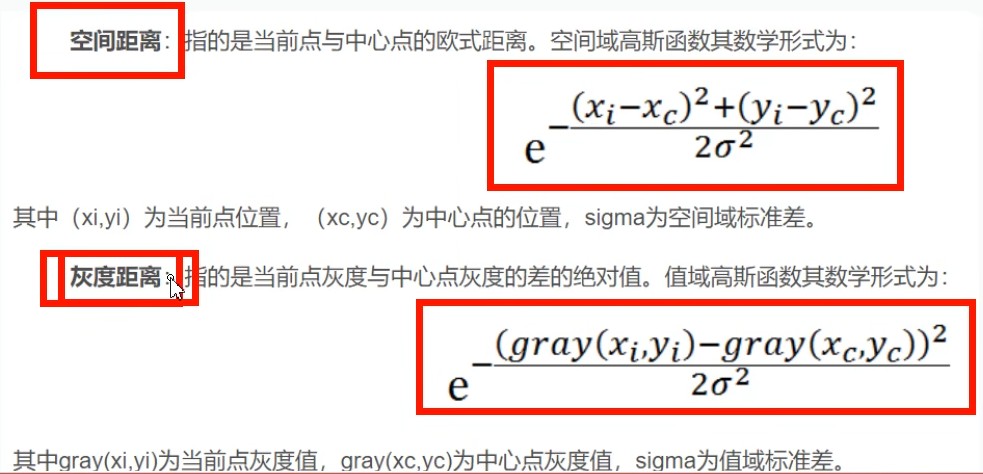 空间距离：指的是当前点与中心点的欧式距离。空间域高斯函数其数学形式为：
e^{-\frac{(x_i-x_c)^2+(y_i-y_c)^2}{2σ^2}}
其中（xi,yi）为当前点位置，（xc,yc）为中心点的位置，sigma为空间域标准差。
灰度距离：指的是当前点灰度与中心点灰度的差的绝对值。值域高斯函数其数学形式为：
e^{-\frac{(gray(x_i,y_i)-gray(x_c,y_c))^2}{2σ^2}}
其中gray(xi,yi)为当前点灰度值，gray(xc,yc)为中心点灰度值，sigma为值域标准差。